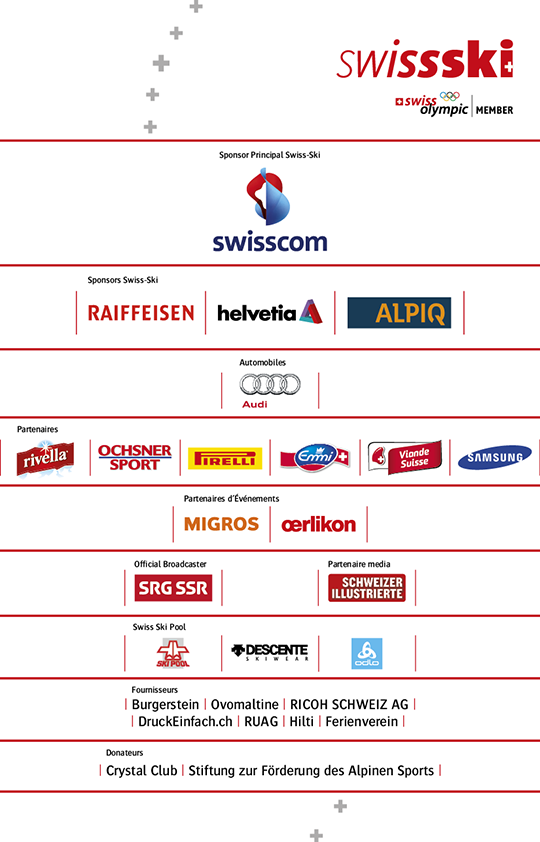 swissski
swiss
olympic | MEMBER
Sponsor Principal Swiss-Ski
swisscom
Sponsors Swiss-Ski
RAIFFEISEN helvetia ALPIQ
Automobiles
Audi
Partenaires
rivella OCHSNER SPORT PIRELLI Emmi Viande Suisse SAMSUNG
Partenaires d'Événements
MIGROS œrlikon
Official Broadcaster Partenaire media
SRG SSR SCHWEIZER ILLUSTRIERTE
Swiss Ski Pool
SKI POOL DESCENTE SKIWEAR odlo
Fournisseurs
| Burgerstein | Ovomaltine | RICOH SCHWEIZ AG |
| DruckEinfach.ch | RUAG | Hilti | Ferienverein |
Donateurs
| Crystal Club | Stiftung zur Förderung des Alpinen Sports |